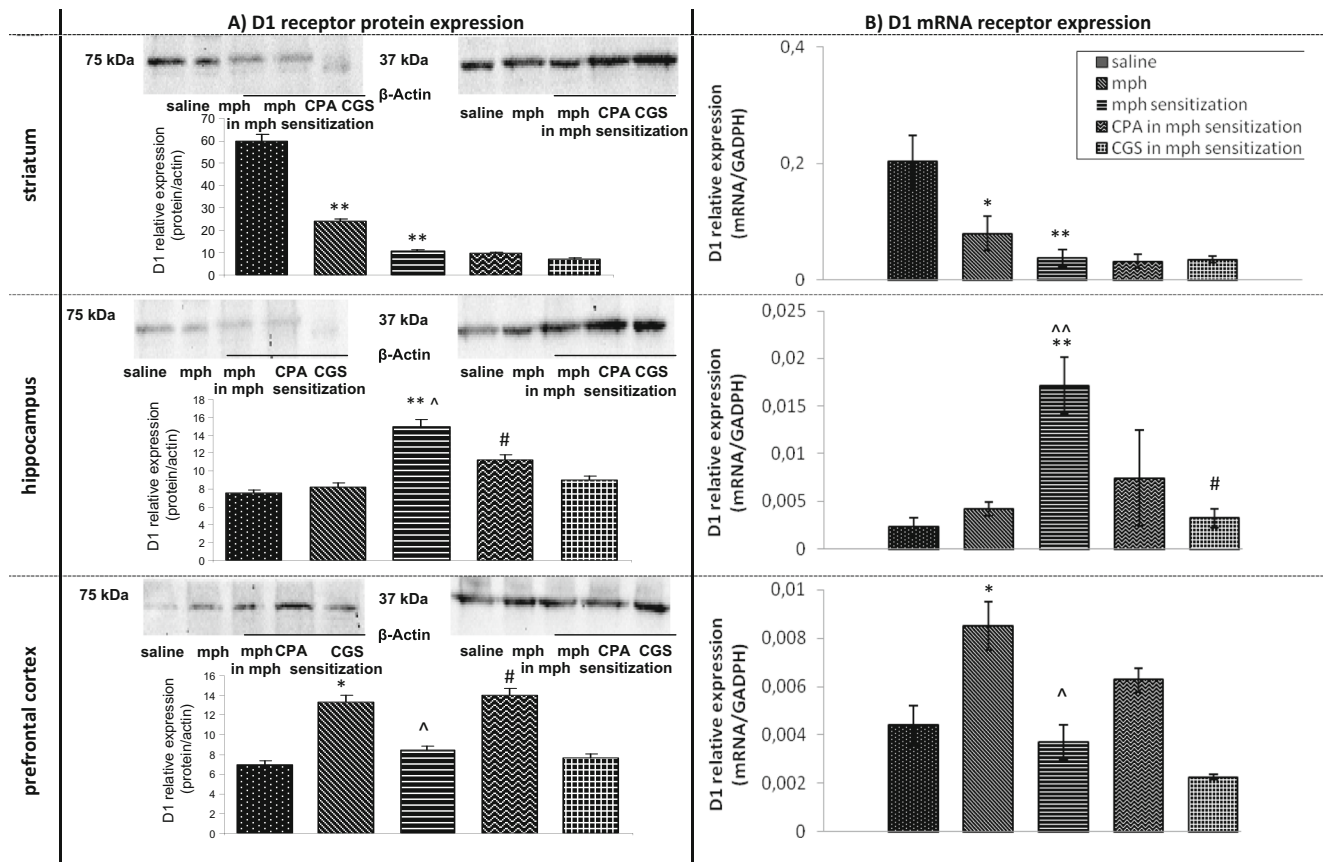 A) D1 receptor protein expression
B) D1 mRNA receptor expression
striatum
75 kDa
37 kDa
β-Actin
saline mph mph CPA CGS
in mph sensitization
saline mph mph CPA CGS
in mph sensitization
D1 relative expression
(protein/actin)
70
60
50
40
30
20
10
0
**
**
D1 relative expression
(mRNA/GADPH)
0,4
0,2
0
*
**
saline
mph
mph sensitization
CPA in mph sensitization
CGS in mph sensitization
hippocampus
75 kDa
37 kDa
β-Actin
saline mph mph CPA CGS
in mph sensitization
saline mph mph CPA CGS
in mph sensitization
D1 relative expression
(protein/actin)
18
16
14
12
10
8
6
4
2
0
** ^
#
D1 relative expression
(mRNA/GADPH)
0,025
0,02
0,015
0,01
0,005
0
^^
**
#
prefrontal cortex
75 kDa
37 kDa
β-Actin
saline mph mph CPA CGS
in mph sensitization
saline mph mph CPA CGS
in mph sensitization
D1 relative expression
(protein/actin)
16
14
12
10
8
6
4
2
0
*
^
#
D1 relative expression
(mRNA/GADPH)
0,01
0,008
0,006
0,004
0,002
0
*
^